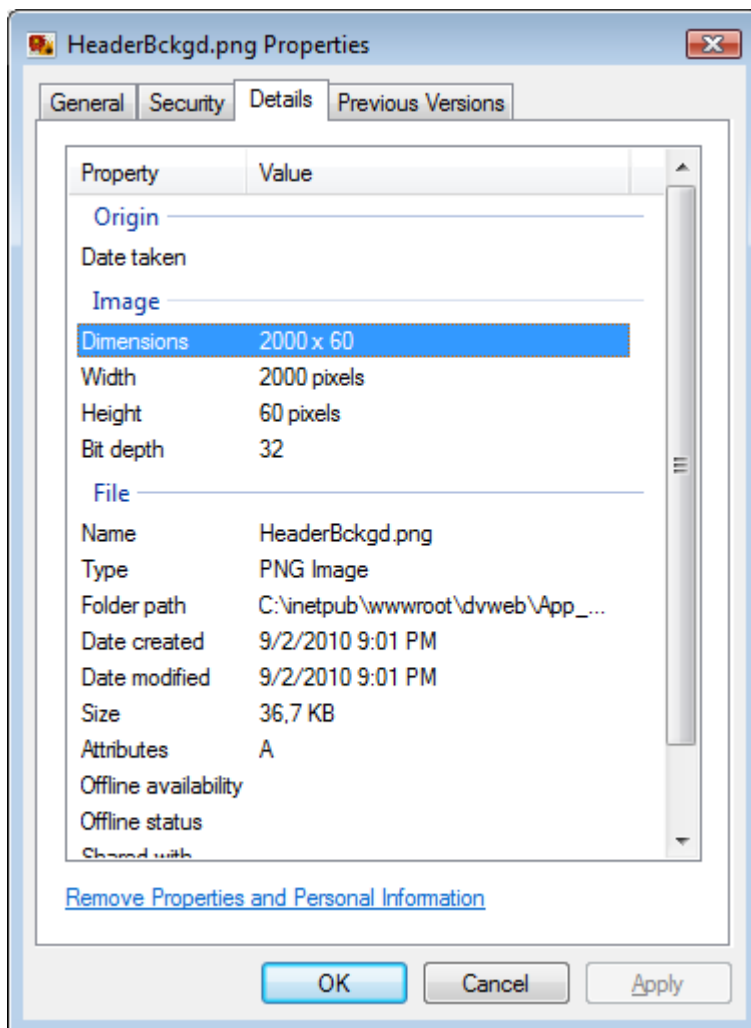 HeaderBckgd.png Properties
General Security Details Previous Versions
Property Value
Origin
Date taken
Image
Dimensions 2000 x 60
Width 2000 pixels
Height 60 pixels
Bit depth 32
File
Name HeaderBckgd.png
Type PNG Image
Folder path C:\inetpub\wwwroot\dvweb\App_...
Date created 9/2/2010 9:01 PM
Date modified 9/2/2010 9:01 PM
Size 36,7 KB
Attributes A
Offline availability
Offline status
Shared with
Remove Properties and Personal Information
OK Cancel Apply